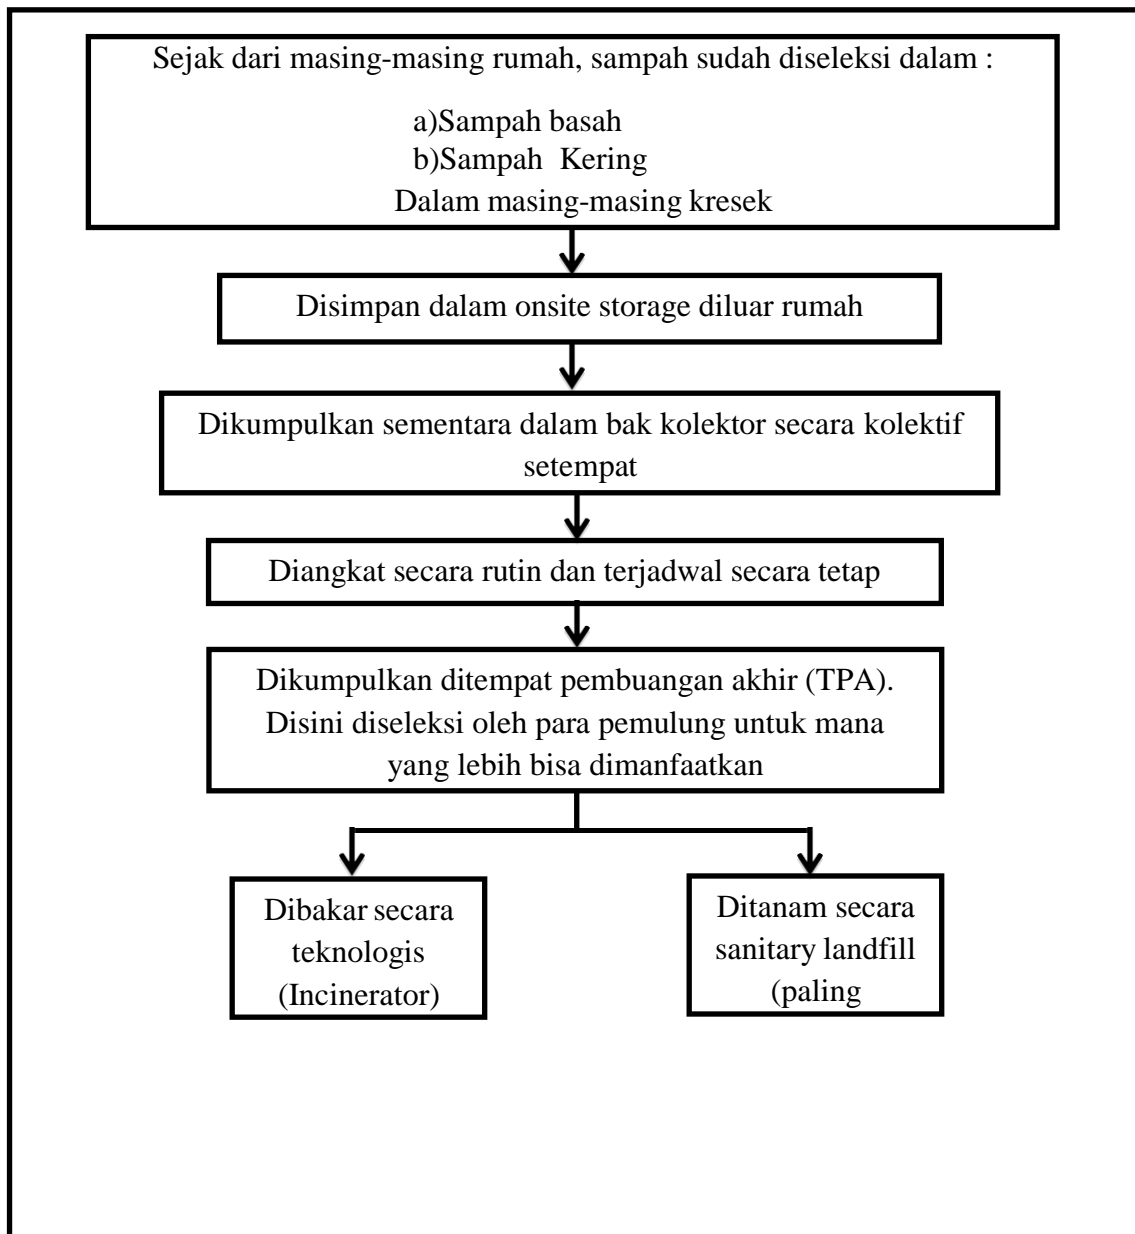 Sejak dari masing-masing rumah, sampah sudah diseleksi dalam :
a)Sampah basah
b)Sampah  Kering
Dalam masing-masing kresek
Disimpan dalam onsite storage diluar rumah
Dikumpulkan sementara dalam bak kolektor secara kolektif
setempat
Diangkat secara rutin dan terjadwal secara tetap
Dikumpulkan ditempat pembuangan akhir (TPA).
Disini diseleksi oleh para pemulung untuk mana
yang lebih bisa dimanfaatkan
Dibakar secara
teknologis
(Incinerator)
Ditanam secara
sanitary landfill
(paling